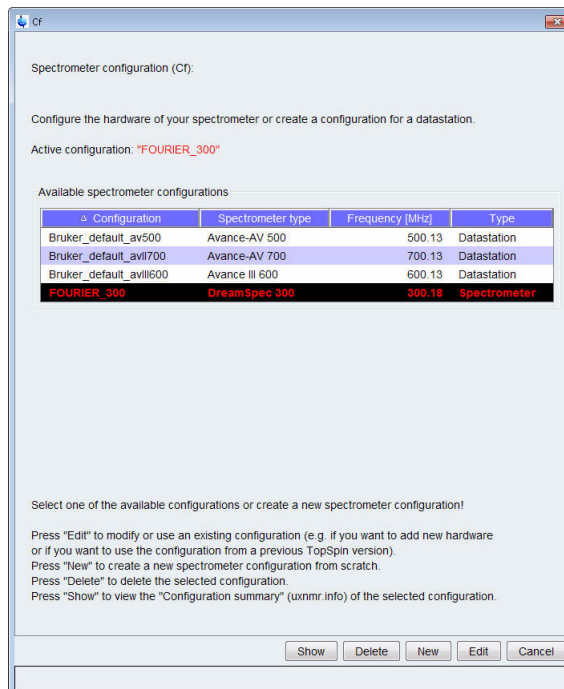 Cf
Spectrometer configuration (Cf):
Configure the hardware of your spectrometer or create a configuration for a datastation.
Active configuration: "FOURIER_300"
Available spectrometer configurations
Configuration Spectrometer type Frequency [MHz] Type
Bruker_default_av500 Avance-AV 500 500.13 Datastation
Bruker_default_avII700 Avance-AV 700 700.13 Datastation
Bruker_default_avIII600 Avance III 600 600.13 Datastation
FOURIER_300 DreamSpec 300 300.18 Spectrometer
Select one of the available configurations or create a new spectrometer configuration!
Press "Edit" to modify or use an existing configuration (e.g. if you want to add new hardware
or if you want to use the configuration from a previous TopSpin version).
Press "New" to create a new spectrometer configuration from scratch.
Press "Delete" to delete the selected configuration.
Press "Show" to view the "Configuration summary" (uxnmr.info) of the selected configuration.
Show Delete New Edit Cancel